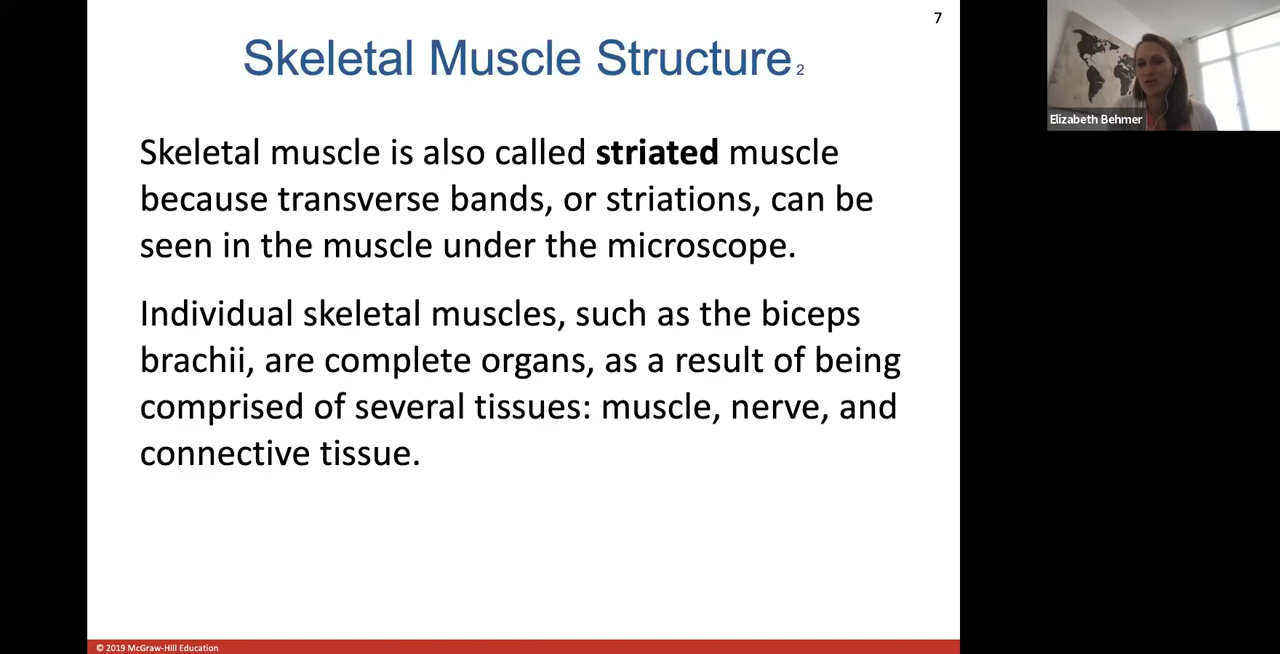 7
Skeletal Muscle Structure 2
Elizabeth Behmer
Skeletal muscle is also called striated muscle
because transverse bands, or striations, can be
seen in the muscle under the microscope.
Individual skeletal muscles, such as the biceps
brachii, are complete organs, as a result of being
comprised of several tissues: muscle, nerve, and
connective tissue.
© 2019 McGraw-Hill Education